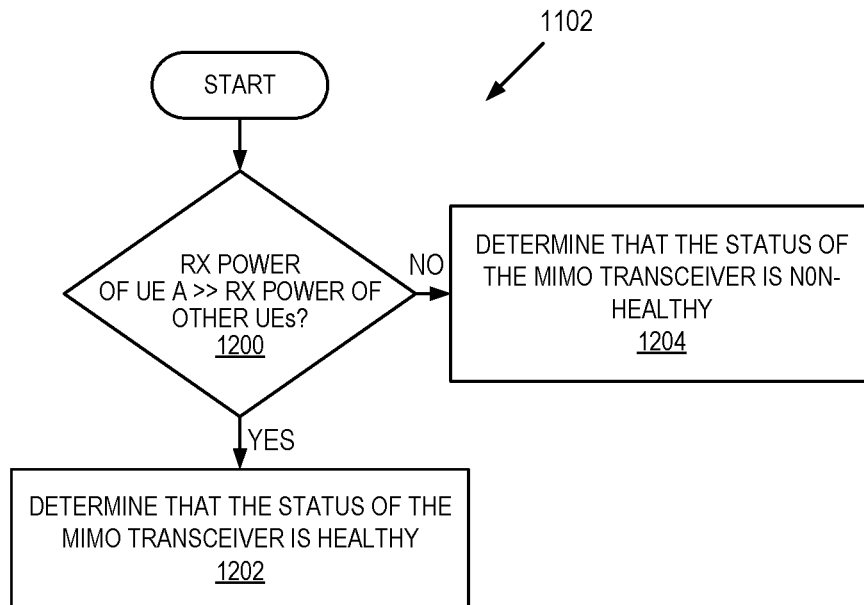 1102
START
RX POWER
OF UE A >> RX POWER OF
OTHER UEs?
1200
NO
DETERMINE THAT THE STATUS OF
THE MIMO TRANSCEIVER IS N0N-
HEALTHY
1204
YES
DETERMINE THAT THE STATUS OF THE
MIMO TRANSCEIVER IS HEALTHY
1202